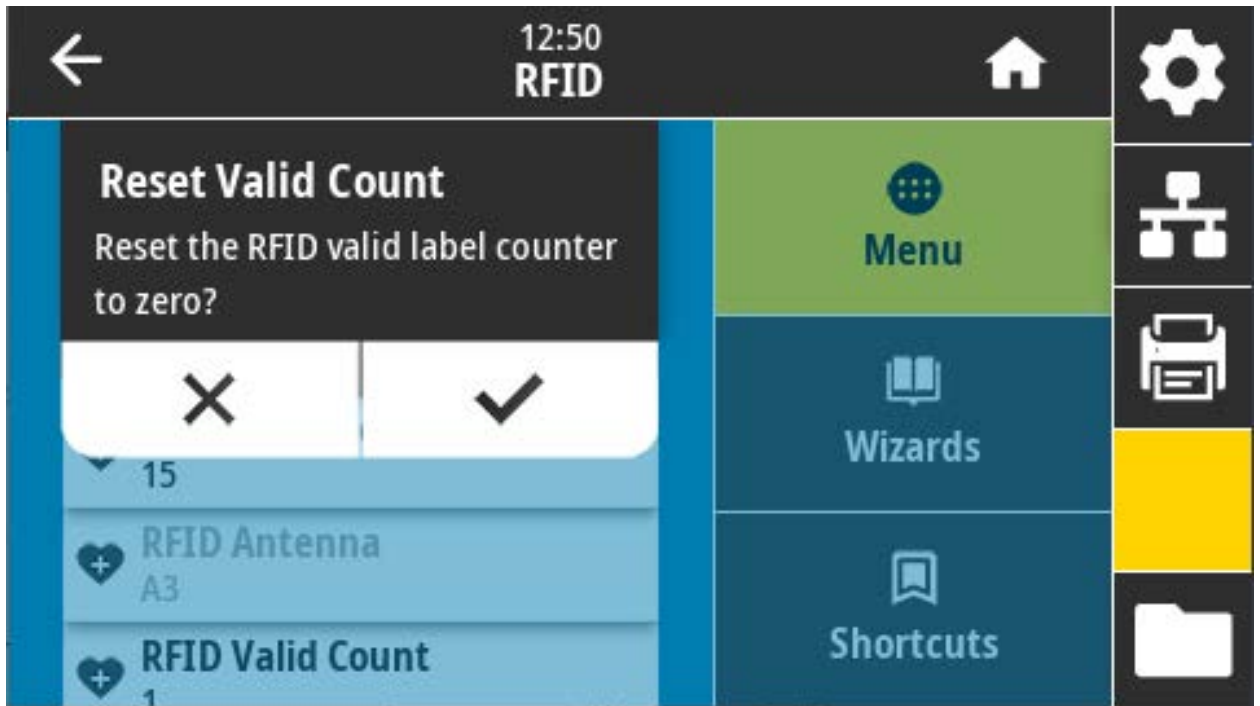 12:50
RFID
Reset Valid Count
Reset the RFID valid label counter
to zero?
15
RFID Antenna
A3
RFID Valid Count
1
Menu
Wizards
Shortcuts